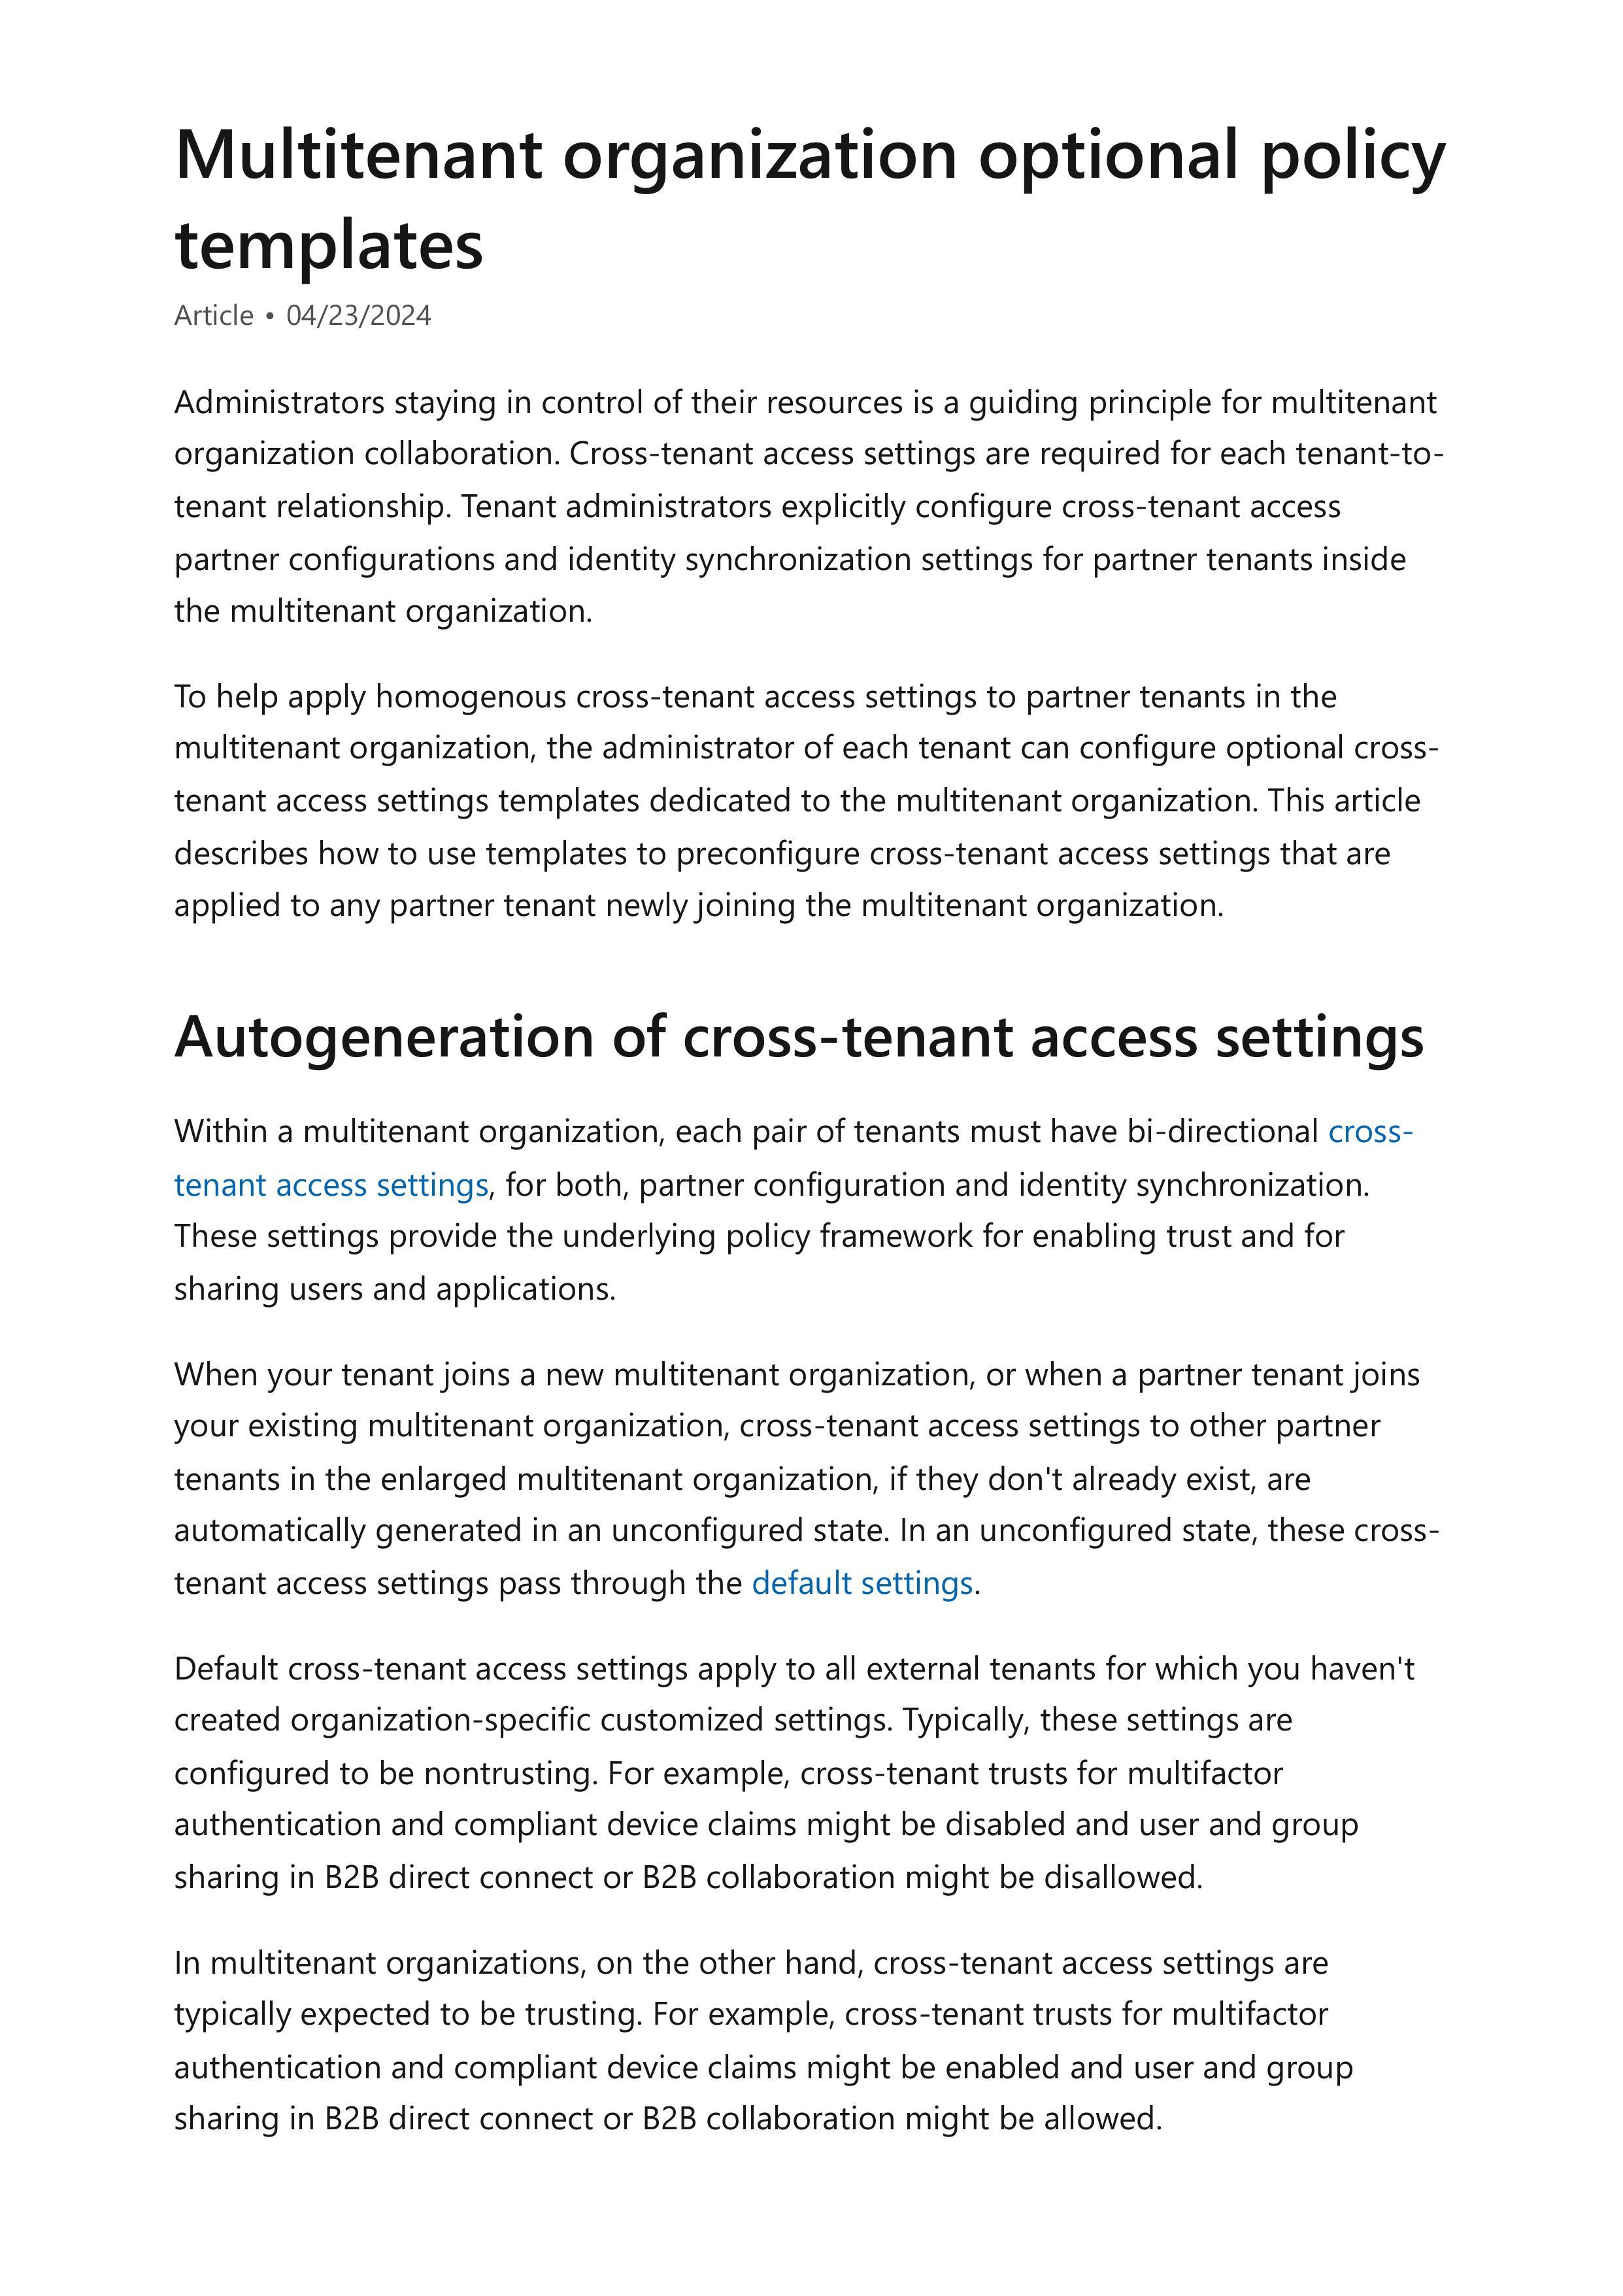 Multitenant organization optional policy
templates
Article • 04/23/2024
Administrators staying in control of their resources is a guiding principle for multitenant
organization collaboration. Cross-tenant access settings are required for each tenant-to-
tenant relationship. Tenant administrators explicitly configure cross-tenant access
partner configurations and identity synchronization settings for partner tenants inside
the multitenant organization.
To help apply homogenous cross-tenant access settings to partner tenants in the
multitenant organization, the administrator of each tenant can configure optional cross-
tenant access settings templates dedicated to the multitenant organization. This article
describes how to use templates to preconfigure cross-tenant access settings that are
applied to any partner tenant newly joining the multitenant organization.
Autogeneration of cross-tenant access settings
Within a multitenant organization, each pair of tenants must have bi-directional cross-
tenant access settings, for both, partner configuration and identity synchronization.
These settings provide the underlying policy framework for enabling trust and for
sharing users and applications.
When your tenant joins a new multitenant organization, or when a partner tenant joins
your existing multitenant organization, cross-tenant access settings to other partner
tenants in the enlarged multitenant organization, if they don't already exist, are
automatically generated in an unconfigured state. In an unconfigured state, these cross-
tenant access settings pass through the default settings.
Default cross-tenant access settings apply to all external tenants for which you haven't
created organization-specific customized settings. Typically, these settings are
configured to be nontrusting. For example, cross-tenant trusts for multifactor
authentication and compliant device claims might be disabled and user and group
sharing in B2B direct connect or B2B collaboration might be disallowed.
In multitenant organizations, on the other hand, cross-tenant access settings are
typically expected to be trusting. For example, cross-tenant trusts for multifactor
authentication and compliant device claims might be enabled and user and group
sharing in B2B direct connect or B2B collaboration might be allowed.